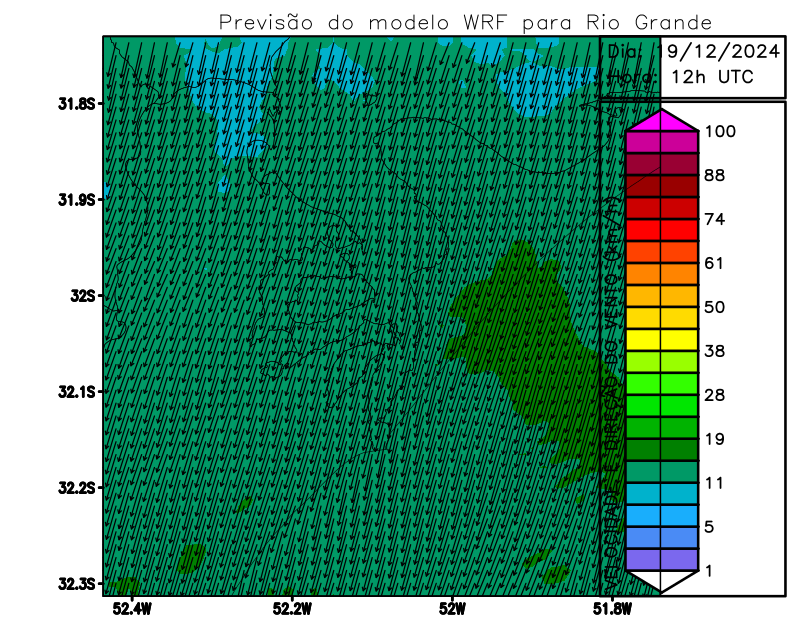 Previsão do modelo WRF para Rio Grande
Dia: 19/12/2024
Hora: 12h UTC
VELOCIDADE E DIREÇÃO DO VENTO (km/h)
100
88
74
61
50
38
28
19
11
5
1
31.8S
31.9S
32S
32.1S
32.2S
32.3S
52.4W
52.2W
52W
51.8W